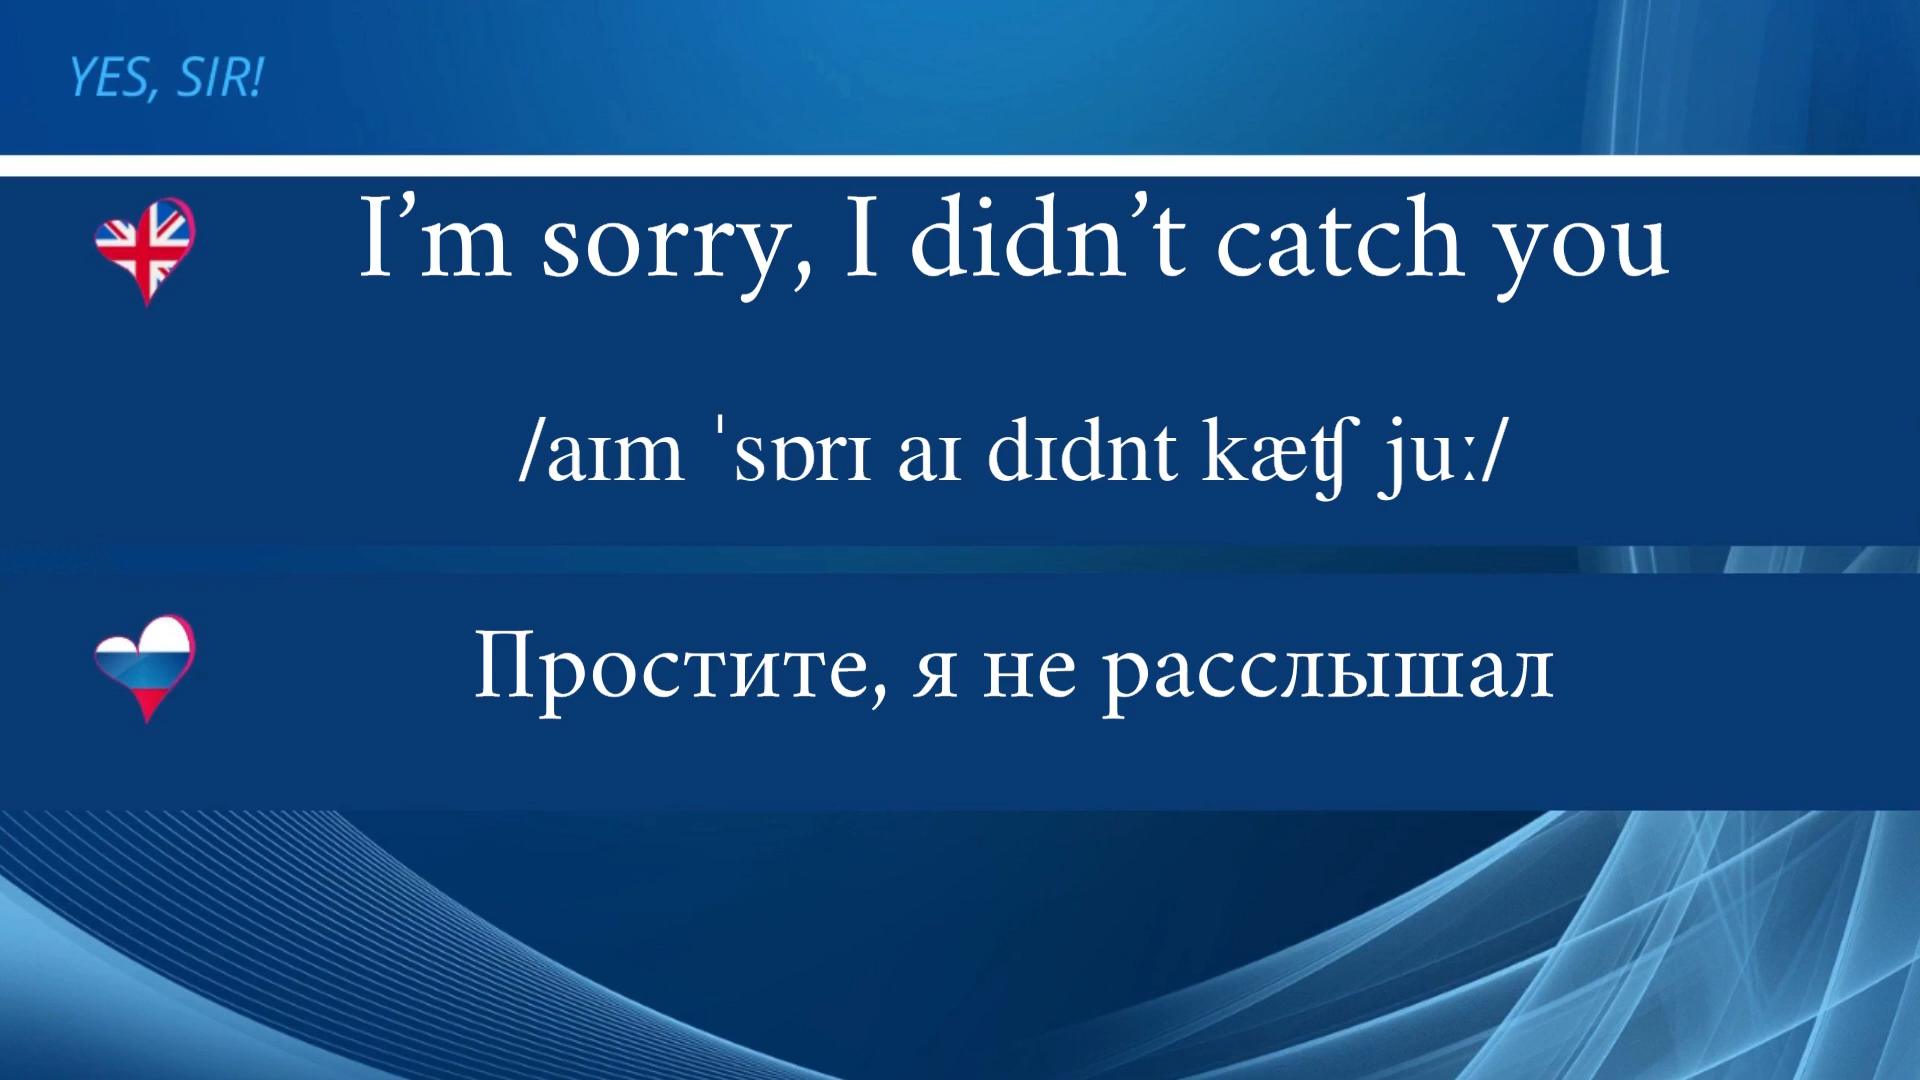 YES, SIR!
I’m sorry, I didn’t catch you
/aɪm ˈsɒrɪ aɪ dɪdnt kæʧ juː/
Простите, я не расслышал